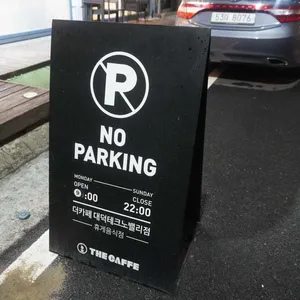 NO
PARKING
MONDAY SUNDAY
OPEN CLOSE
:00 22:00
더카페 대덕테크노밸리점
휴게음식점
THE CAFFE